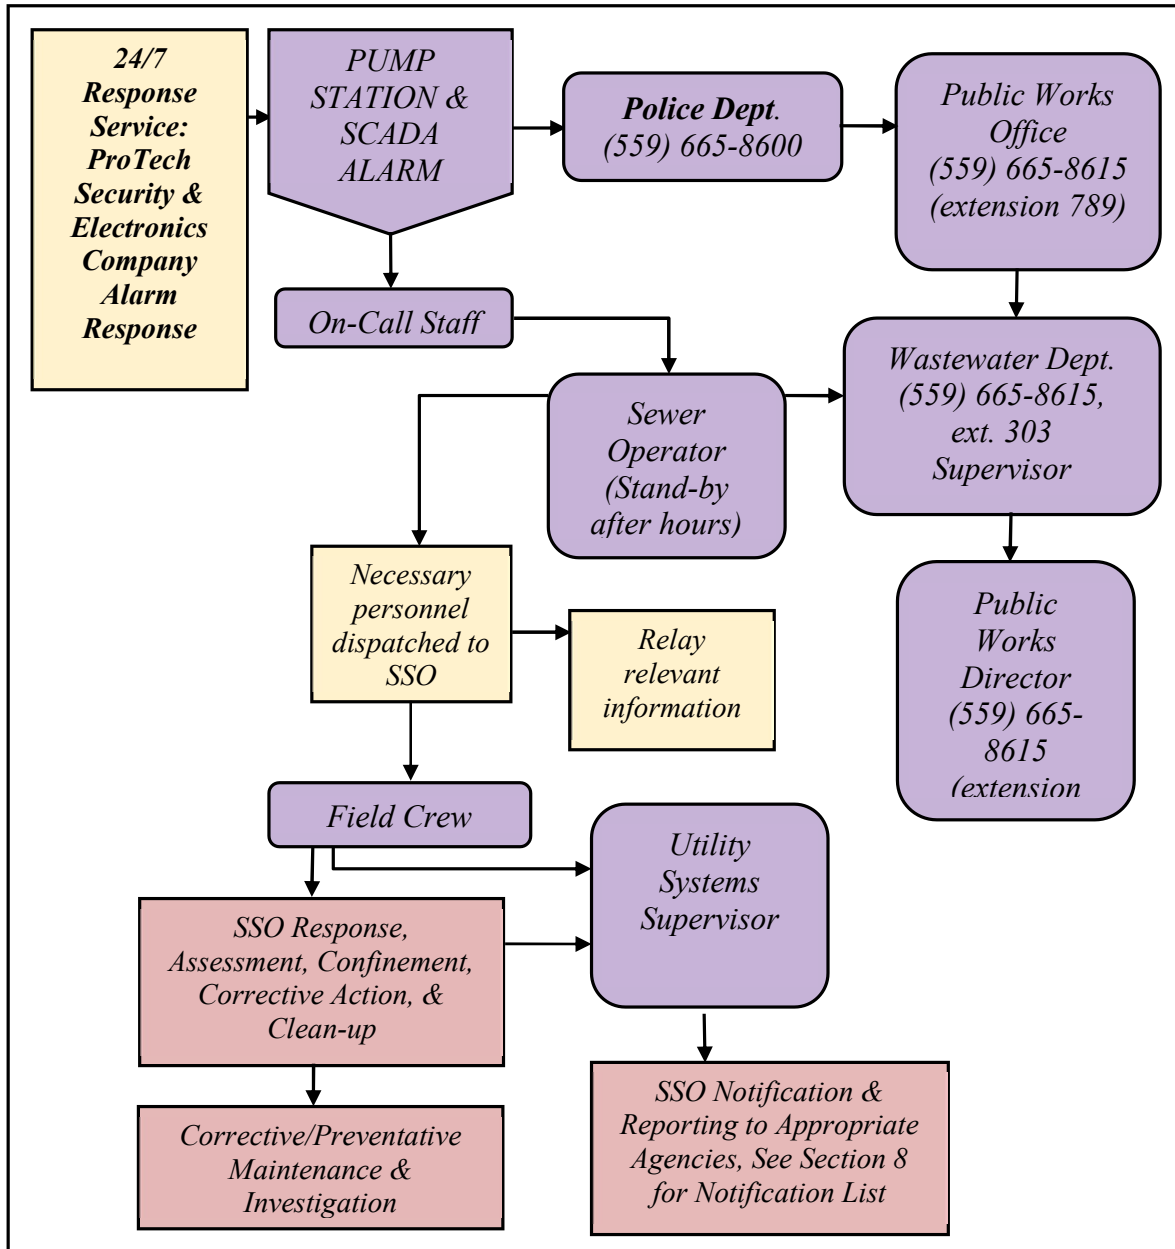 24/7
Response
Service:
ProTech
Security &
Electronics
Company
Alarm
Response
PUMP
STATION &
SCADA
ALARM
Police Dept.
(559) 665-8600
Public Works
Office
(559) 665-8615
(extension 789)
On-Call Staff
Sewer
Operator
(Stand-by
after hours)
Wastewater Dept.
(559) 665-8615,
ext. 303
Supervisor
Necessary
personnel
dispatched to
SSO
Relay
relevant
information
Public
Works
Director
(559) 665-
8615
(extension
Field Crew
Utility
Systems
Supervisor
SSO Response,
Assessment, Confinement,
Corrective Action, &
Clean-up
Corrective/Preventative
Maintenance &
Investigation
SSO Notification &
Reporting to Appropriate
Agencies, See Section 8
for Notification List